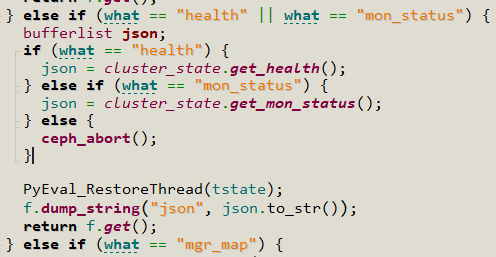 return f.get();
} else if (what == "health" || what == "mon_status") {
bufferlist json;
if (what == "health") {
json = cluster_state.get_health();
} else if (what == "mon_status") {
json = cluster_state.get_mon_status();
} else {
ceph_abort();
}
PyEval_RestoreThread(tstate);
f.dump_string("json", json.to_str());
return f.get();
} else if (what == "mgr_map") {